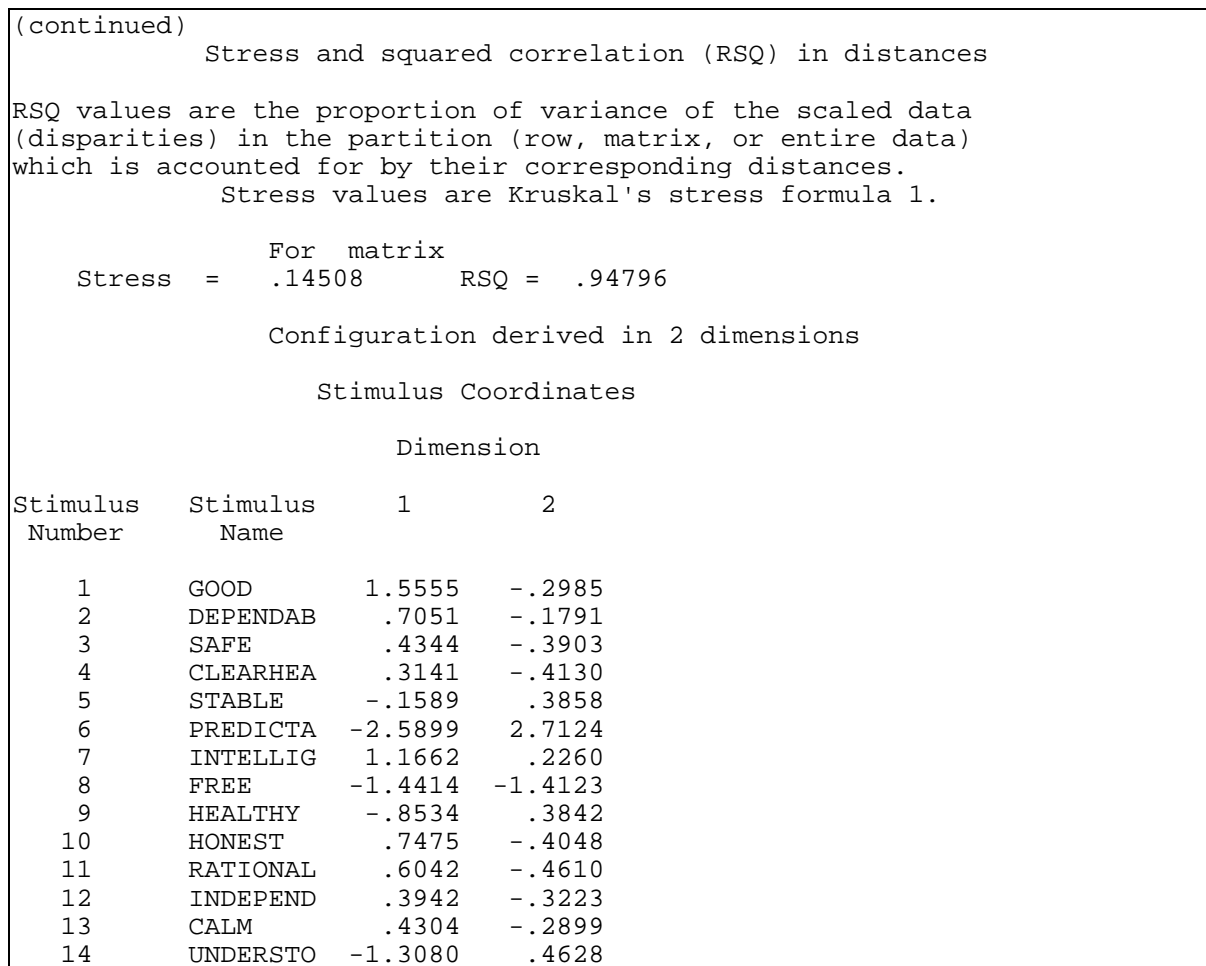 (continued)
Stress and squared correlation (RSQ) in distances
RSQ values are the proportion of variance of the scaled data
(disparities) in the partition (row, matrix, or entire data)
which is accounted for by their corresponding distances.
Stress values are Kruskal's stress formula 1.
For matrix
Stress = .14508 RSQ = .94796
Configuration derived in 2 dimensions
Stimulus Coordinates
Dimension
Stimulus Stimulus 1 2
Number Name
1 GOOD 1.5555 -.2985
2 DEPENDAB .7051 -.1791
3 SAFE .4344 -.3903
4 CLEARHEA .3141 -.4130
5 STABLE -.1589 .3858
6 PREDICTA -2.5899 2.7124
7 INTELLIG 1.1662 .2260
8 FREE -1.4414 -1.4123
9 HEALTHY -.8534 .3842
10 HONEST .7475 -.4048
11 RATIONAL .6042 -.4610
12 INDEPEND .3942 -.3223
13 CALM .4304 -.2899
14 UNDERSTO -1.3080 .4628